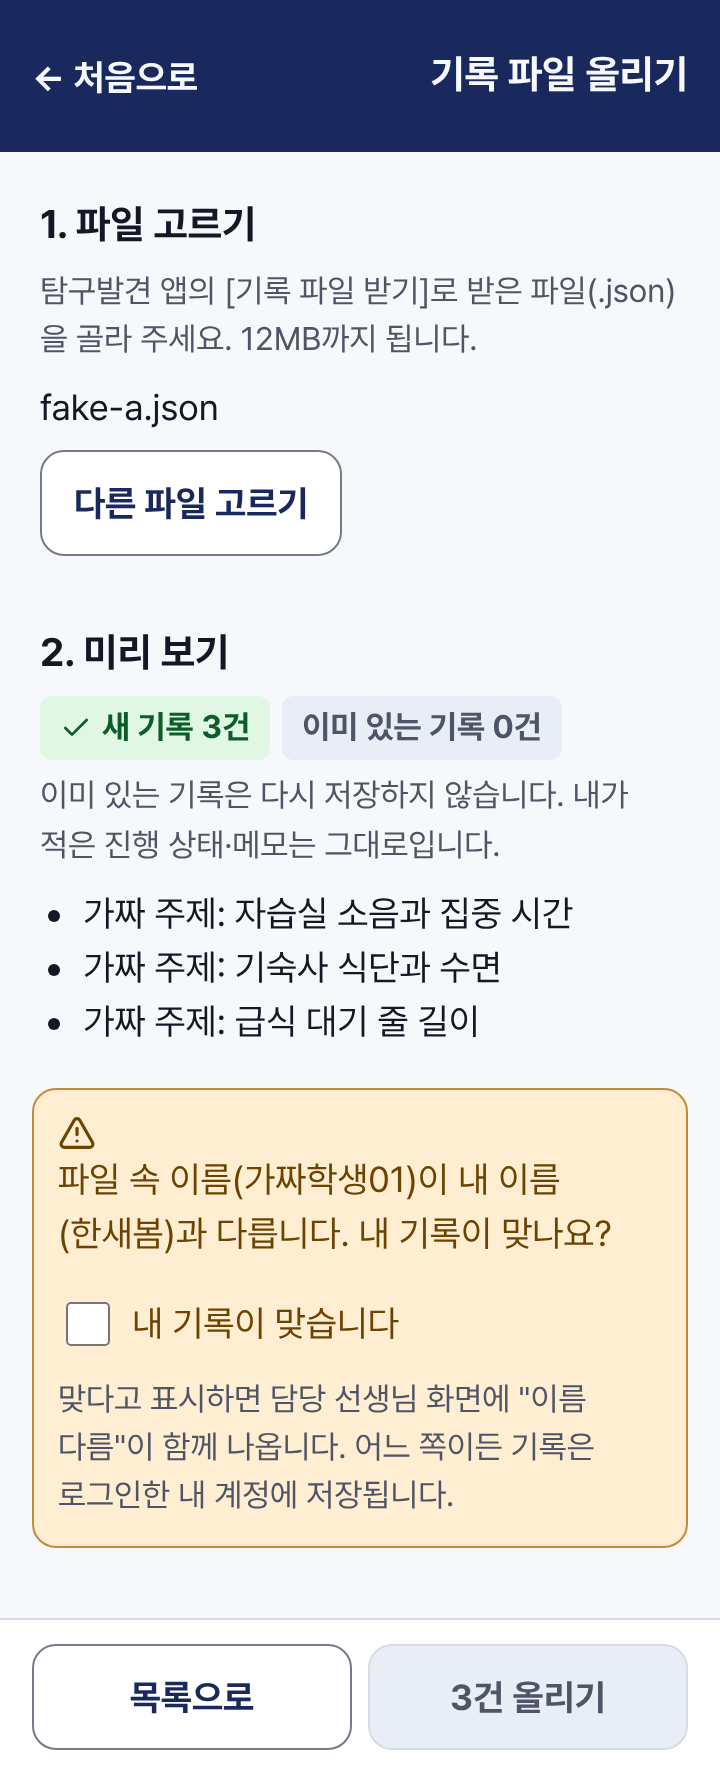 ← 처음으로
기록 파일 올리기
1. 파일 고르기
탐구발견 앱의 [기록 파일 받기]로 받은 파일(.json)
을 골라 주세요. 12MB까지 됩니다.
fake-a.json
다른 파일 고르기
2. 미리 보기
✓ 새 기록 3건
이미 있는 기록 0건
이미 있는 기록은 다시 저장하지 않습니다. 내가
적은 진행 상태·메모는 그대로입니다.
• 가짜 주제: 자습실 소음과 집중 시간
• 가짜 주제: 기숙사 식단과 수면
• 가짜 주제: 급식 대기 줄 길이
파일 속 이름(가짜학생01)이 내 이름
(한새봄)과 다릅니다. 내 기록이 맞나요?
내 기록이 맞습니다
맞다고 표시하면 담당 선생님 화면에 "이름
다름"이 함께 나옵니다. 어느 쪽이든 기록은
로그인한 내 계정에 저장됩니다.
목록으로
3건 올리기